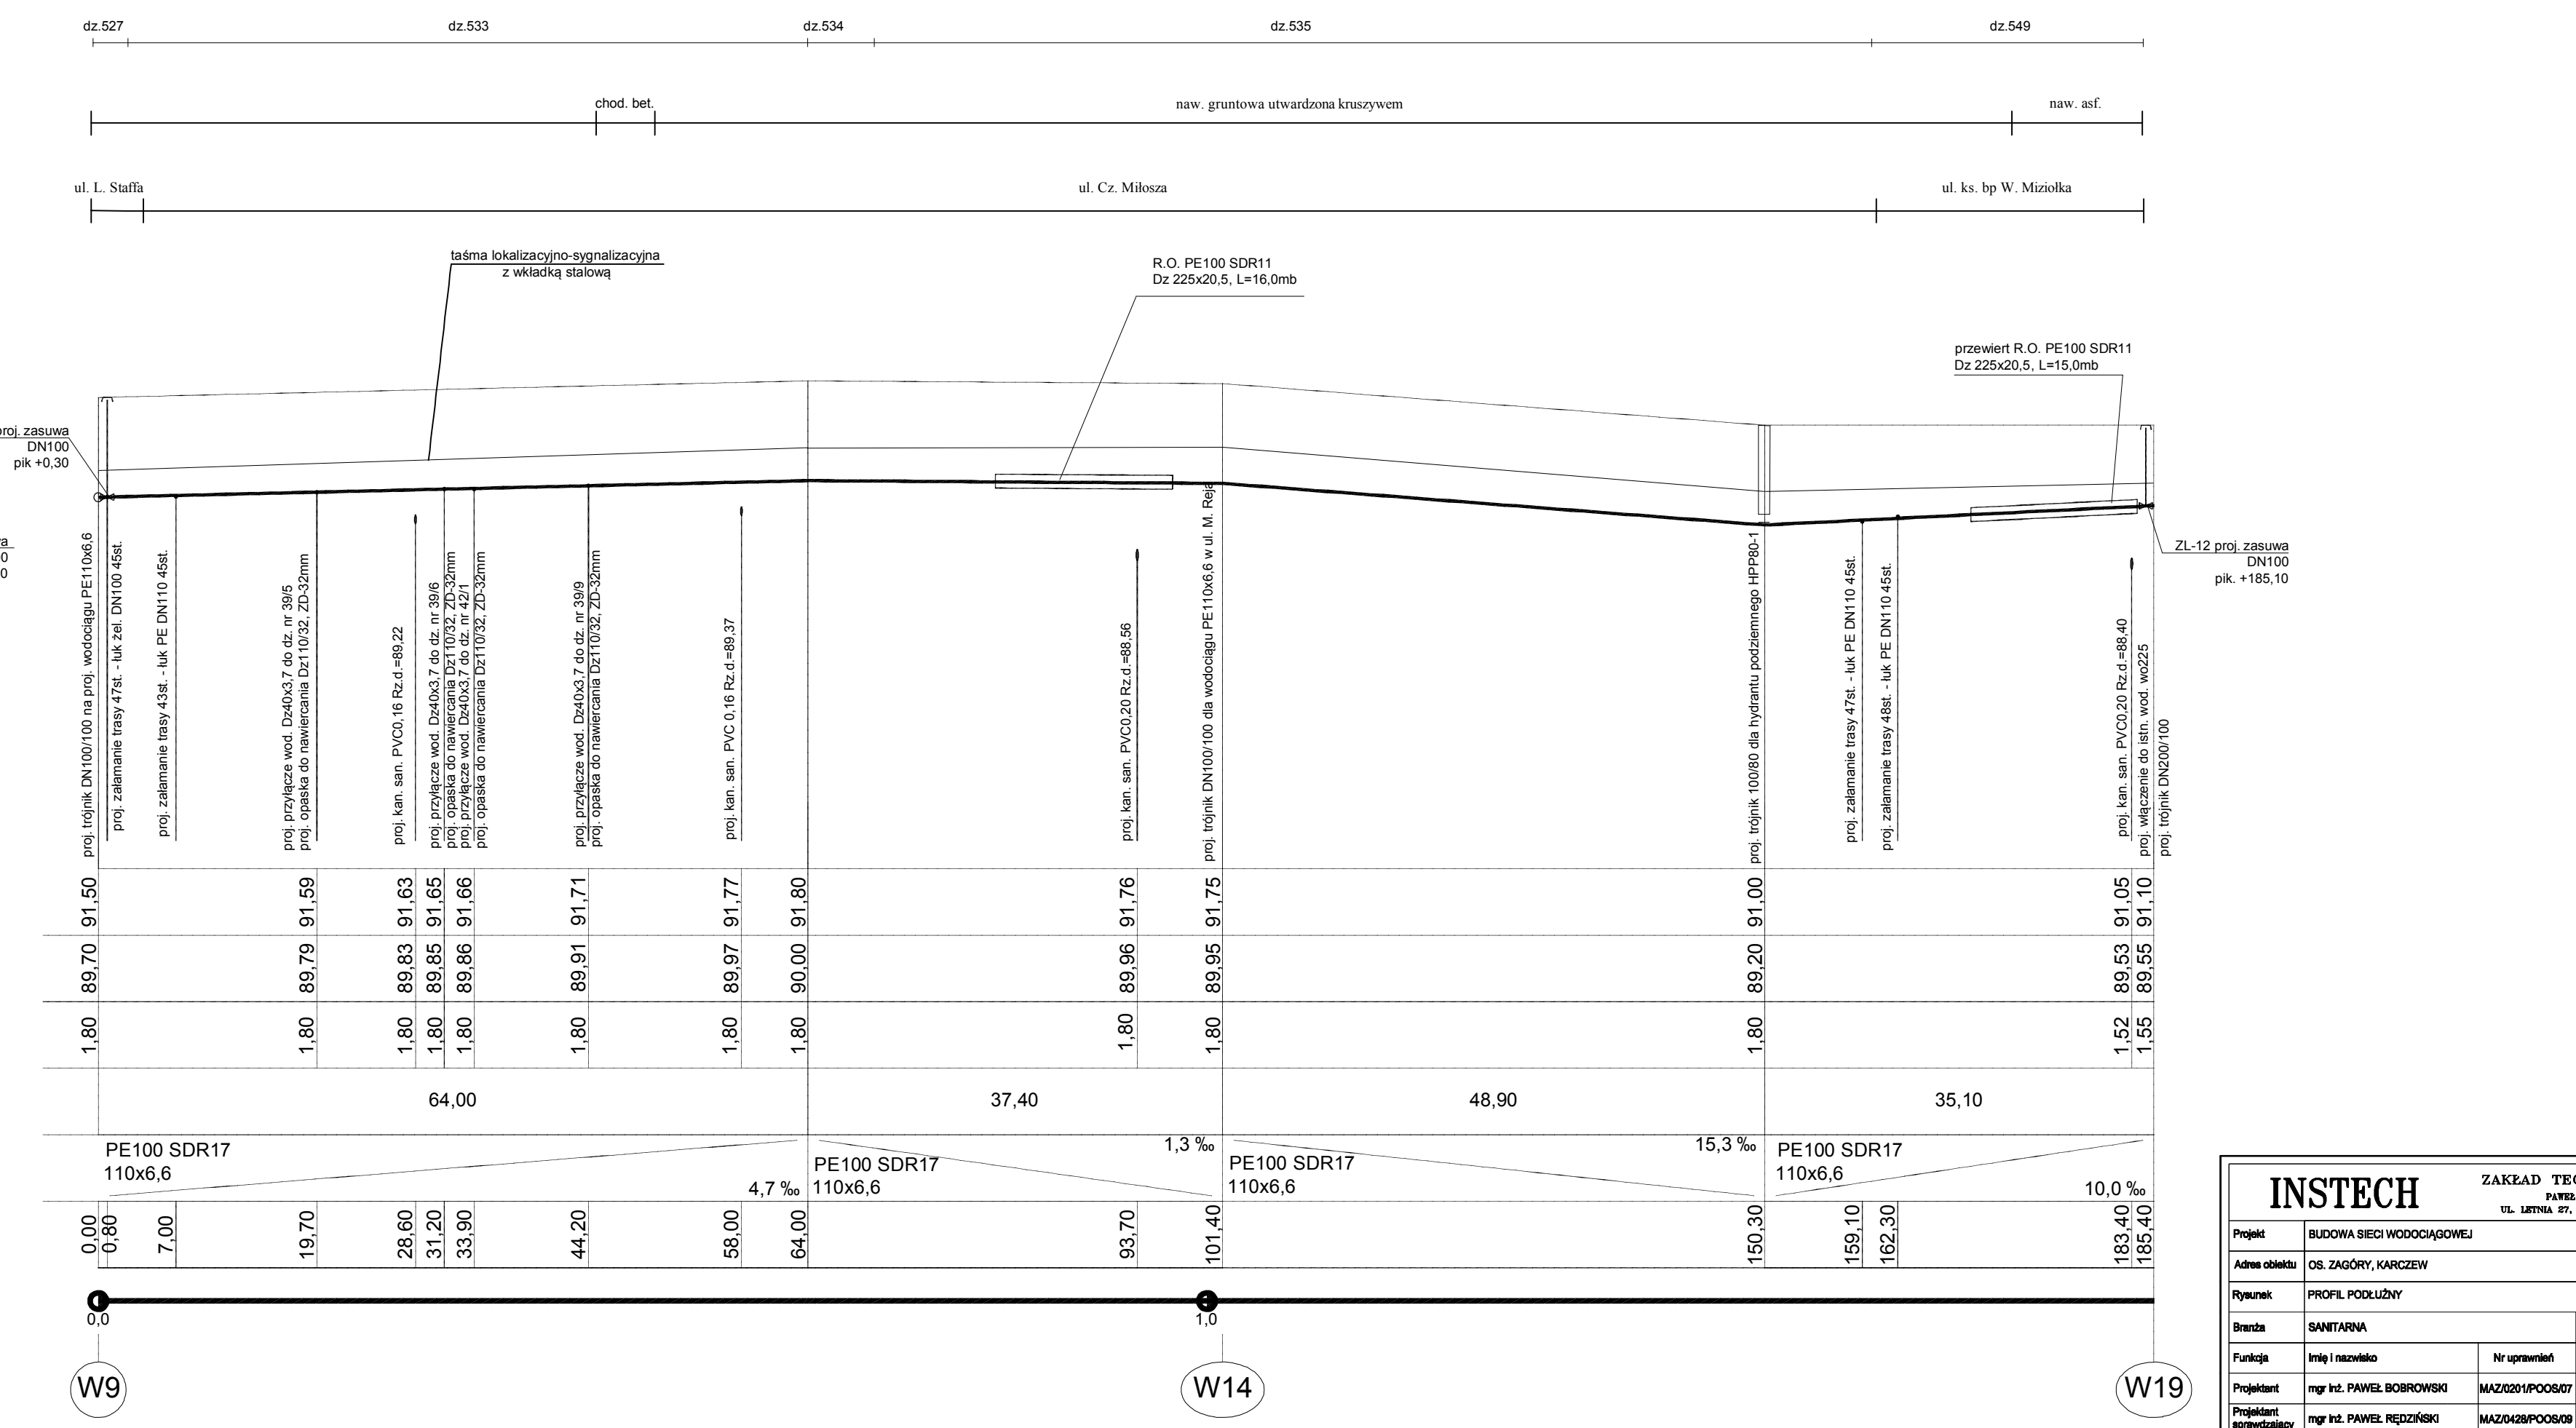 dz.527
dz.533
dz.534
dz.535
dz.549
chod. bet.
naw. gruntowa utwardzona kruszywem
naw. asf.
ul. L. Staffa
ul. Cz. Miłosza
ul. ks. bp W. Miziołka
taśma lokalizacyjno-sygnalizacyjna
z wkładką stalową
R.O. PE100 SDR11
Dz 225x20,5, L=16,0mb
przewiert R.O. PE100 SDR11
Dz 225x20,5, L=15,0mb
proj. zasuwa
DN100
pik +0,30
ZL-12 proj. zasuwa
DN100
pik. +185,10
proj. trójnik DN100/100 na proj. wodociągu PE110x6,6
proj. załamanie trasy 47st. - łuk żel. DN100 45st.
proj. załamanie trasy 43st. - łuk PE DN110 45st.
proj. przyłącze wod. Dz40x3,7 do dz. nr 39/5
proj. opaska do nawiercania Dz110/32, ZD-32mm
proj. kan. san. PVC0,16 Rz.d.=89,22
proj. przyłącze wod. Dz40x3,7 do dz. nr 39/6
proj. opaska do nawiercania Dz110/32, ZD-32mm
proj. przyłącze wod. Dz40x3,7 do dz. nr 42/1
proj. opaska do nawiercania Dz110/32, ZD-32mm
proj. przyłącze wod. Dz40x3,7 do dz. nr 39/9
proj. opaska do nawiercania Dz110/32, ZD-32mm
proj. kan. san. PVC 0,16 Rz.d.=89,37
proj. kan. san. PVC0,20 Rz.d.=88,56
proj. trójnik DN100/100 dla wodociągu PE110x6,6 w ul. M. Reja
proj. trójnik 100/80 dla hydrantu podziemnego HPP80-1
proj. załamanie trasy 47st. - łuk PE DN110 45st.
proj. załamanie trasy 48st. - łuk PE DN110 45st.
proj. kan. san. PVC0,20 Rz.d.=88,40
proj. włączenie do istn. wod. wo225
proj. trójnik DN200/100
91,50 91,59 91,63 91,65 91,66 91,71 91,77 91,80 91,76 91,75 91,00 91,05 91,10
89,70 89,79 89,83 89,85 89,86 89,91 89,97 90,00 89,96 89,95 89,20 89,53 89,55
1,80 1,80 1,80 1,80 1,80 1,80 1,80 1,80 1,80 1,80 1,80 1,52 1,55
64,00 37,40 48,90 35,10
PE100 SDR17
110x6,6
4,7 ‰
PE100 SDR17
110x6,6
1,3 ‰
PE100 SDR17
110x6,6
15,3 ‰
PE100 SDR17
110x6,6
10,0 ‰
0,00 0,80 7,00 19,70 28,60 31,20 33,90 44,20 58,00 64,00 93,70 101,40 150,30 159,10 162,30 183,40 185,40
0,0
1,0
W9
W14
W19
INSTECH
ZAKŁAD
PAWEŁ
UL. LETNIA 27,
Projekt BUDOWA SIECI WODOCIĄGOWEJ
Adres obiektu OS. ZAGÓRY, KARCZEW
Rysunek PROFIL PODŁUŻNY
Branża SANITARNA
Funkcja Imię i nazwisko Nr uprawnień
Projektant mgr inż. PAWEŁ BOBROWSKI MAZ/0201/POOS/07
Projektant
sprawdzający mgr inż. PAWEŁ RĘDZIŃSKI MAZ/0428/POOS/09